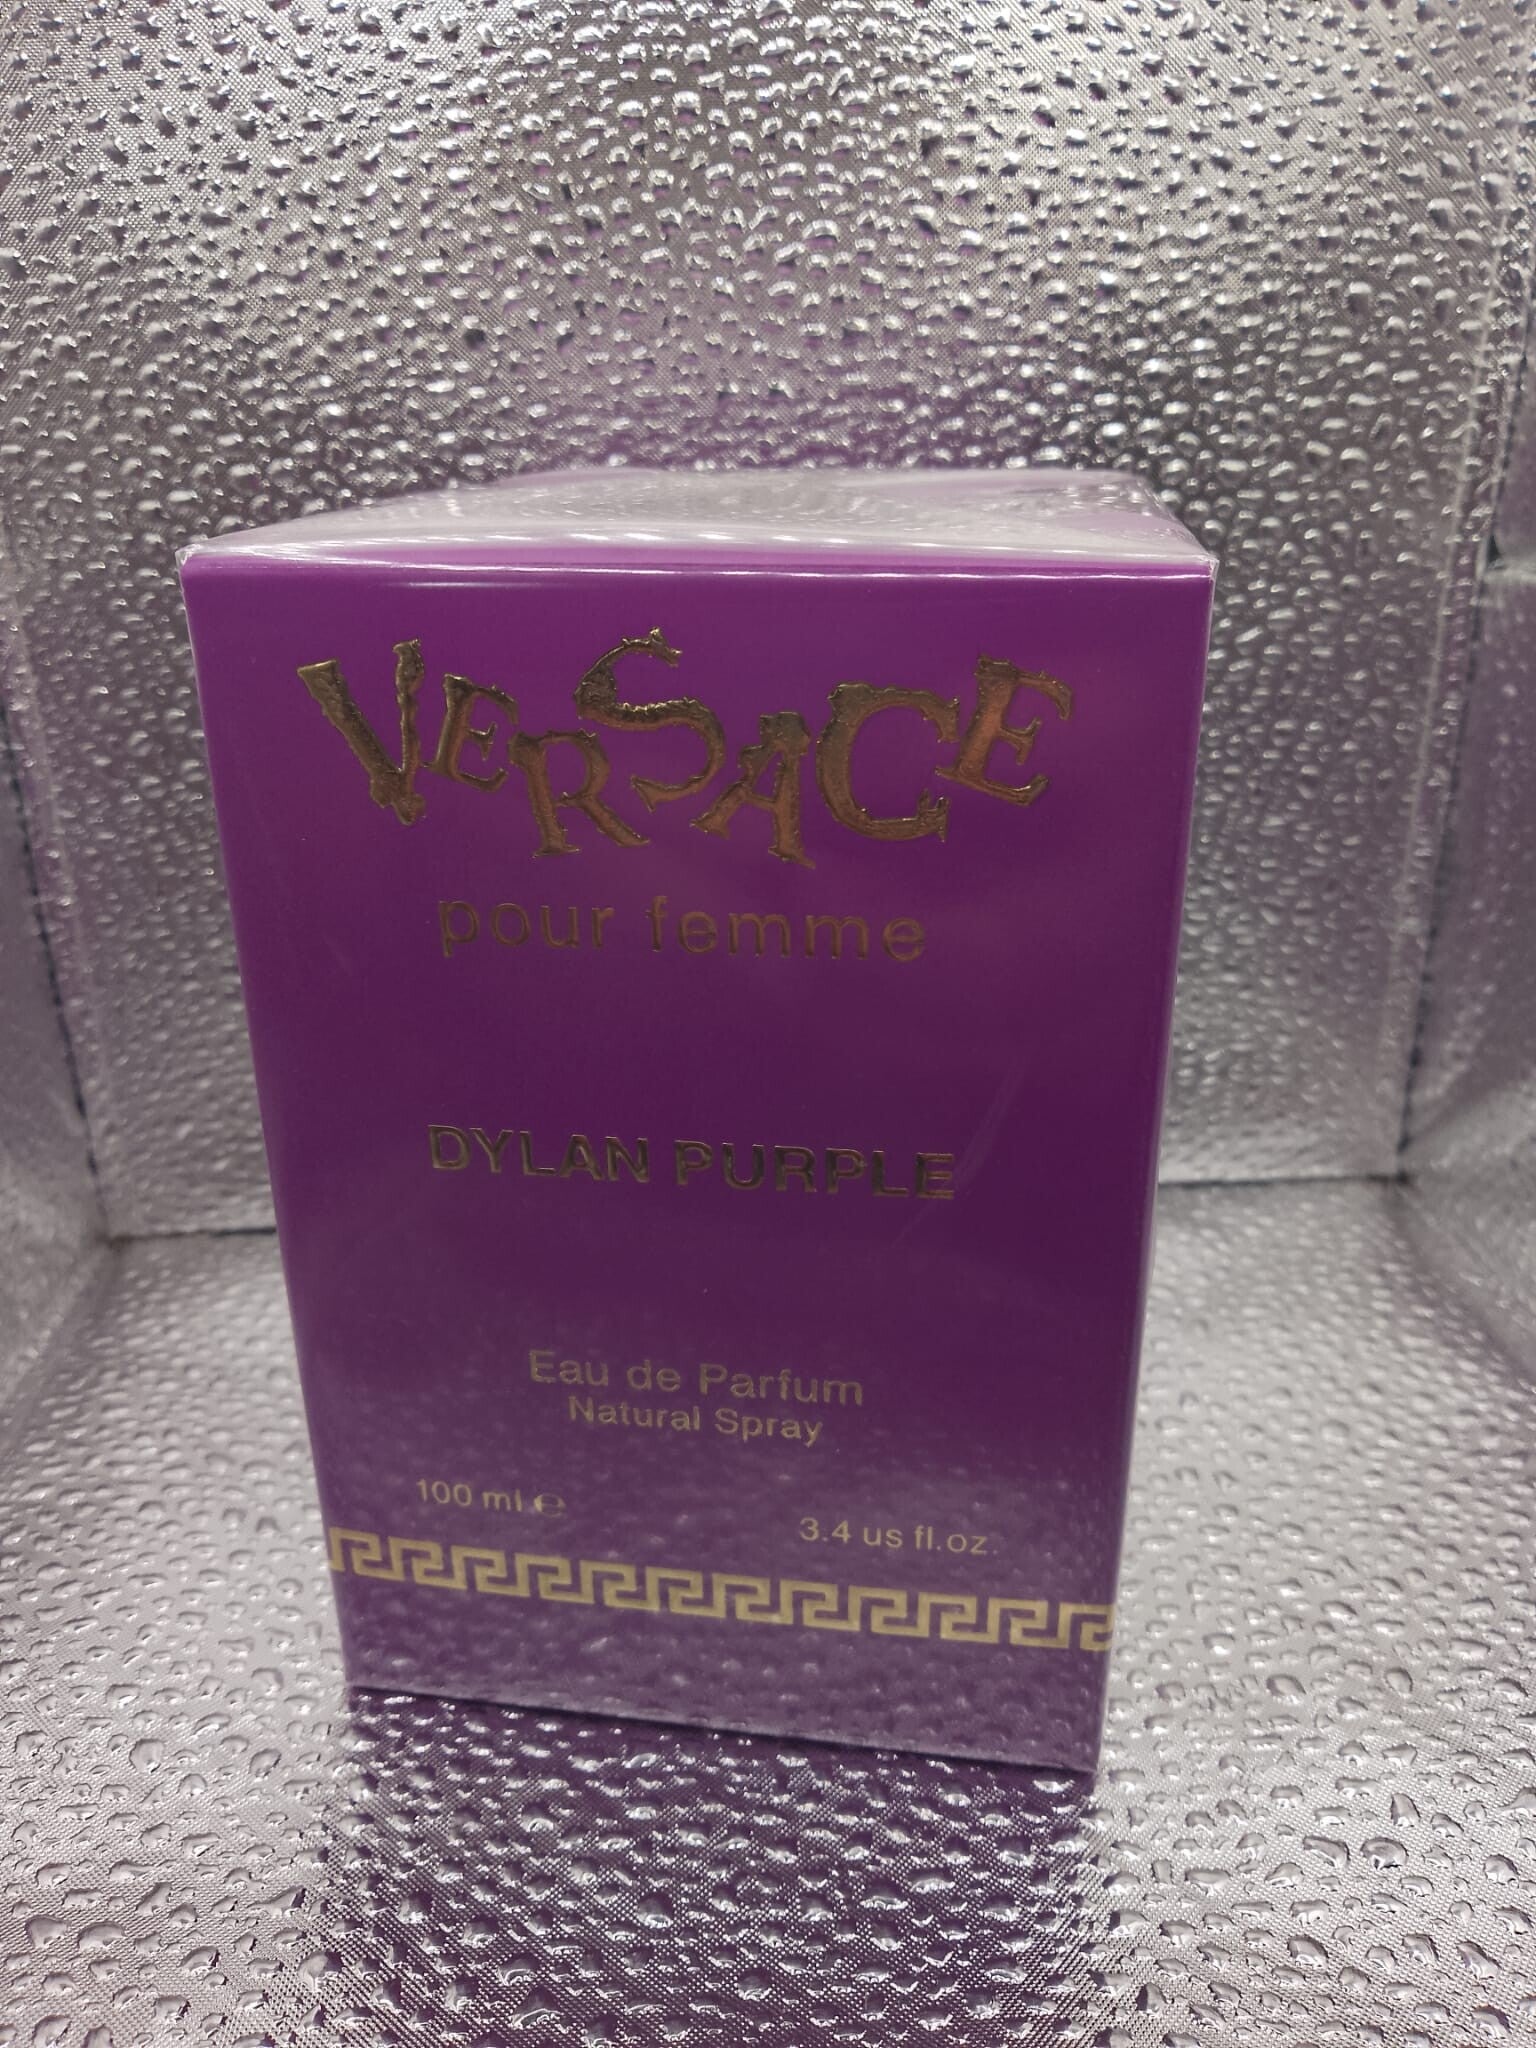 VERSACE
pour femme
DYLAN PURPLE
Eau de Parfum
Natural Spray
100 ml ℮
3.4 us fl.oz.